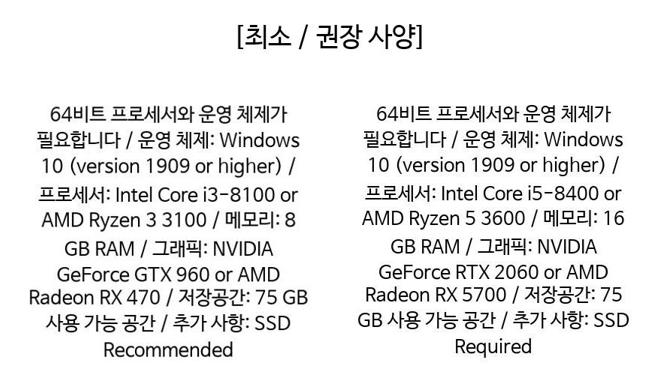 [최소 / 권장 사양]
64비트 프로세서와 운영 체제가
필요합니다 / 운영 체제: Windows
10 (version 1909 or higher) /
프로세서: Intel Core i3-8100 or
AMD Ryzen 3 3100 / 메모리: 8
GB RAM / 그래픽: NVIDIA
GeForce GTX 960 or AMD
Radeon RX 470 / 저장공간: 75 GB
사용 가능 공간 / 추가 사항: SSD
Recommended
64비트 프로세서와 운영 체제가
필요합니다 / 운영 체제: Windows
10 (version 1909 or higher) /
프로세서: Intel Core i5-8400 or
AMD Ryzen 5 3600 / 메모리: 16
GB RAM / 그래픽: NVIDIA
GeForce RTX 2060 or AMD
Radeon RX 5700 / 저장공간: 75
GB 사용 가능 공간 / 추가 사항: SSD
Required